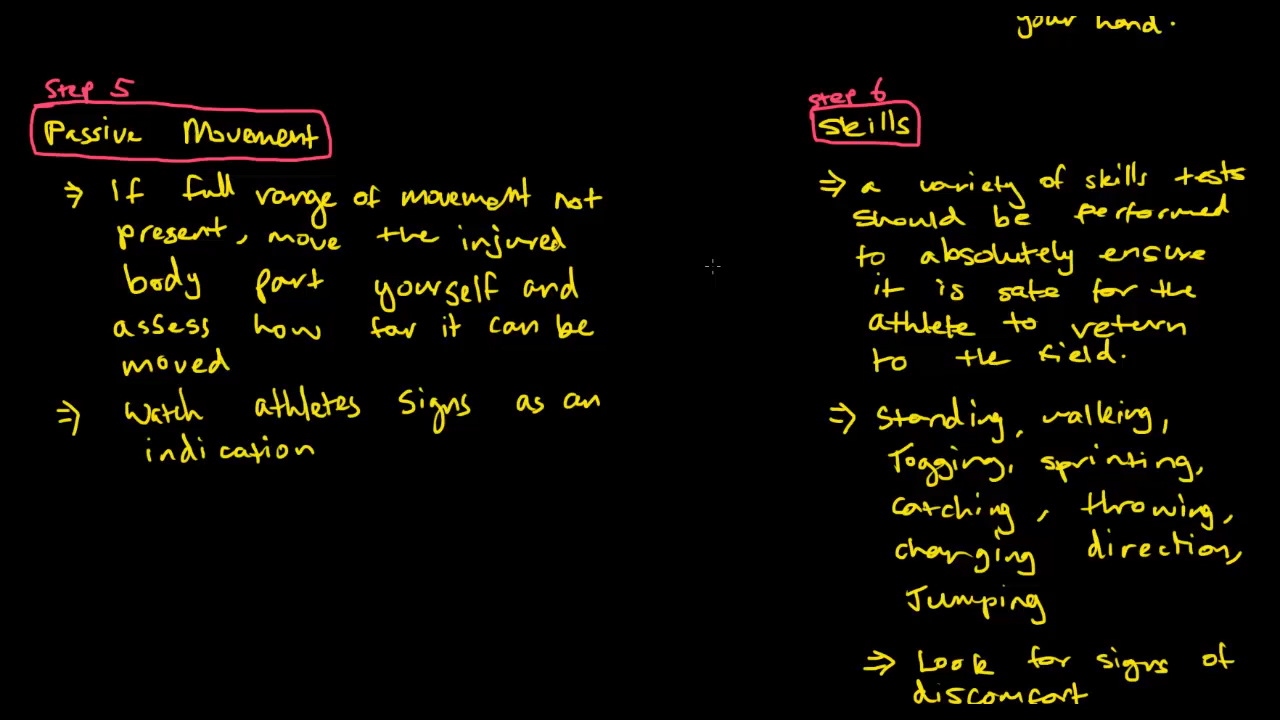 your hand.
Step 5
Passive Movement
⇒ If full range of movement not
present, move the injured
body part yourself and
assess how far it can be
moved
⇒ Watch athletes signs as an
indication
step 6
Skills
⇒ a variety of skills tests
should be performed
to absolutely ensure
it is safe for the
athlete to return
to the field.
⇒ Standing, walking,
Jogging, sprinting,
catching, throwing,
changing direction,
Jumping
⇒ Look for signs of
discomfort